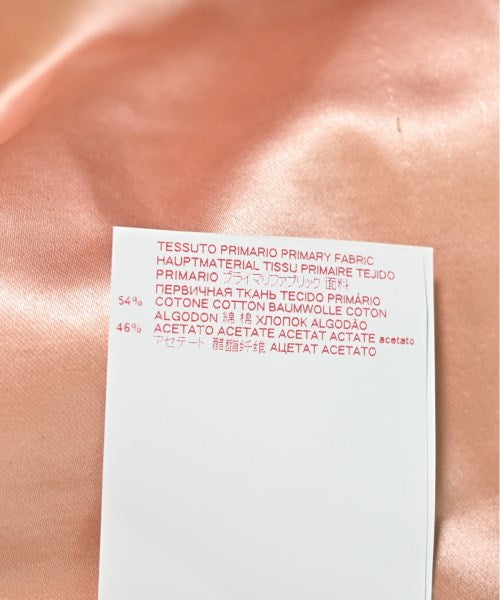 TESSUTO PRIMARIO PRIMARY FABRIC
HAUPTMATERIAL TISSU PRIMAIRE TEJIDO
PRIMARIO プライマリファブリック 面料
ПЕРВИЧНАЯ ТКАНЬ TECIDO PRIMÁRIO
54% COTONE COTTON BAUMWOLLE COTON
ALGODON 綿 棉 ХЛОПОК ALGODÃO
46% ACETATO ACETATE ACETAT ACTATE acetato
アセテート 醋酯纤维 АЦЕТАТ ACETATO